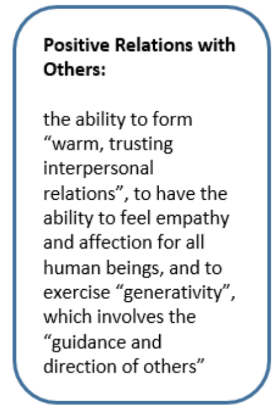 Positive Relations with
Others:
the ability to form
“warm, trusting
interpersonal
relations”, to have the
ability to feel empathy
and affection for all
human beings, and to
exercise “generativity”,
which involves the
“guidance and
direction of others”